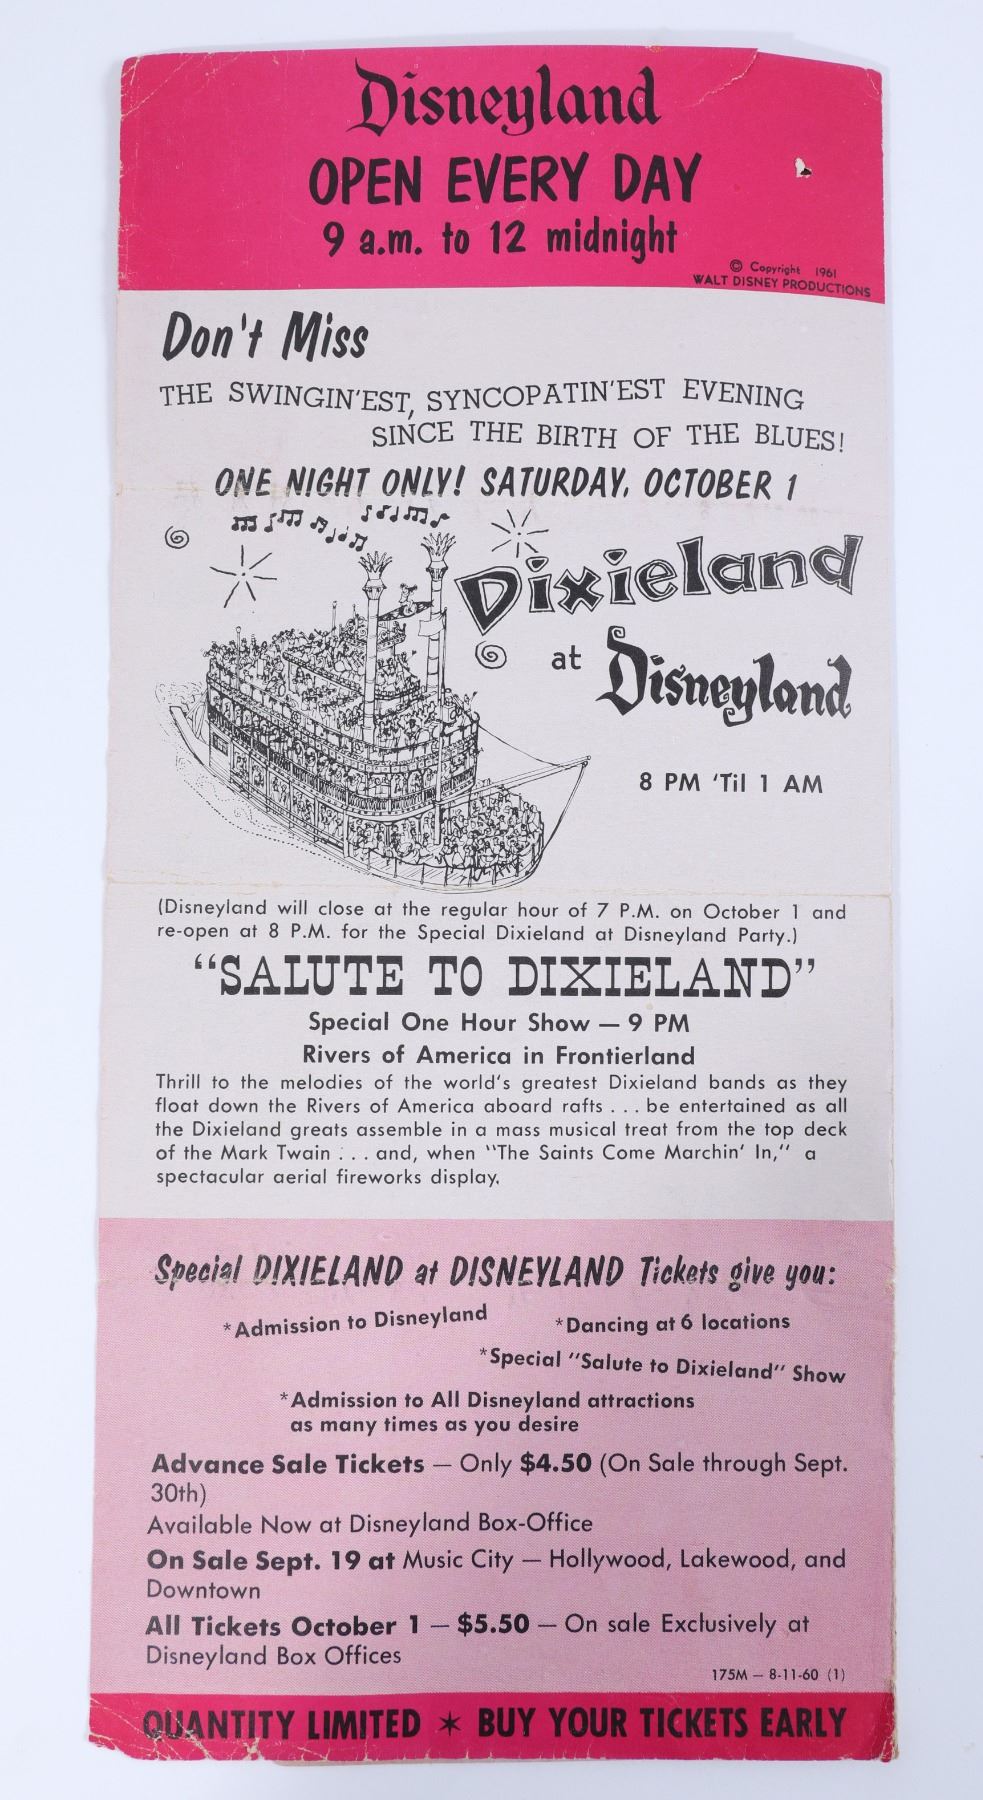 Disneyland
OPEN EVERY DAY
9 a.m. to 12 midnight
© Copyright 1961
WALT DISNEY PRODUCTIONS
Don't Miss
THE SWINGIN'EST, SYNCOPATIN'EST EVENING
SINCE THE BIRTH OF THE BLUES!
ONE NIGHT ONLY! SATURDAY, OCTOBER 1
Dixieland
at Disneyland
8 PM 'Til 1 AM
(Disneyland will close at the regular hour of 7 P.M. on October 1 and
re-open at 8 P.M. for the Special Dixieland at Disneyland Party.)
"SALUTE TO DIXIELAND"
Special One Hour Show — 9 PM
Rivers of America in Frontierland
Thrill to the melodies of the world's greatest Dixieland bands as they
float down the Rivers of America aboard rafts . . . be entertained as all
the Dixieland greats assemble in a mass musical treat from the top deck
of the Mark Twain . . . and, when "The Saints Come Marchin' In," a
spectacular aerial fireworks display.
Special DIXIELAND at DISNEYLAND Tickets give you:
*Admission to Disneyland *Dancing at 6 locations
*Special "Salute to Dixieland" Show
*Admission to All Disneyland attractions
as many times as you desire
Advance Sale Tickets — Only $4.50 (On Sale through Sept.
30th)
Available Now at Disneyland Box-Office
On Sale Sept. 19 at Music City — Hollywood, Lakewood, and
Downtown
All Tickets October 1 — $5.50 — On sale Exclusively at
Disneyland Box Offices
175M — 8-11-60 (1)
QUANTITY LIMITED * BUY YOUR TICKETS EARLY